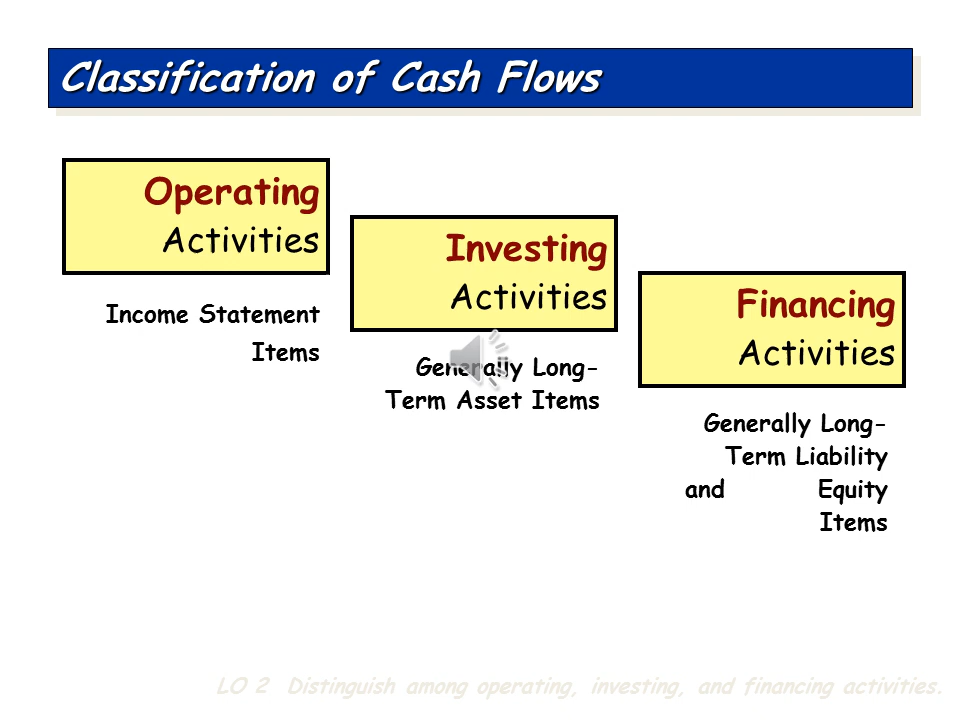 Classification of Cash Flows
Operating
Activities
Income Statement
Items
Investing
Activities
Generally Long-
Term Asset Items
Financing
Activities
Generally Long-
Term Liability
and Equity
Items
LO 2 Distinguish among operating, investing, and financing activities.